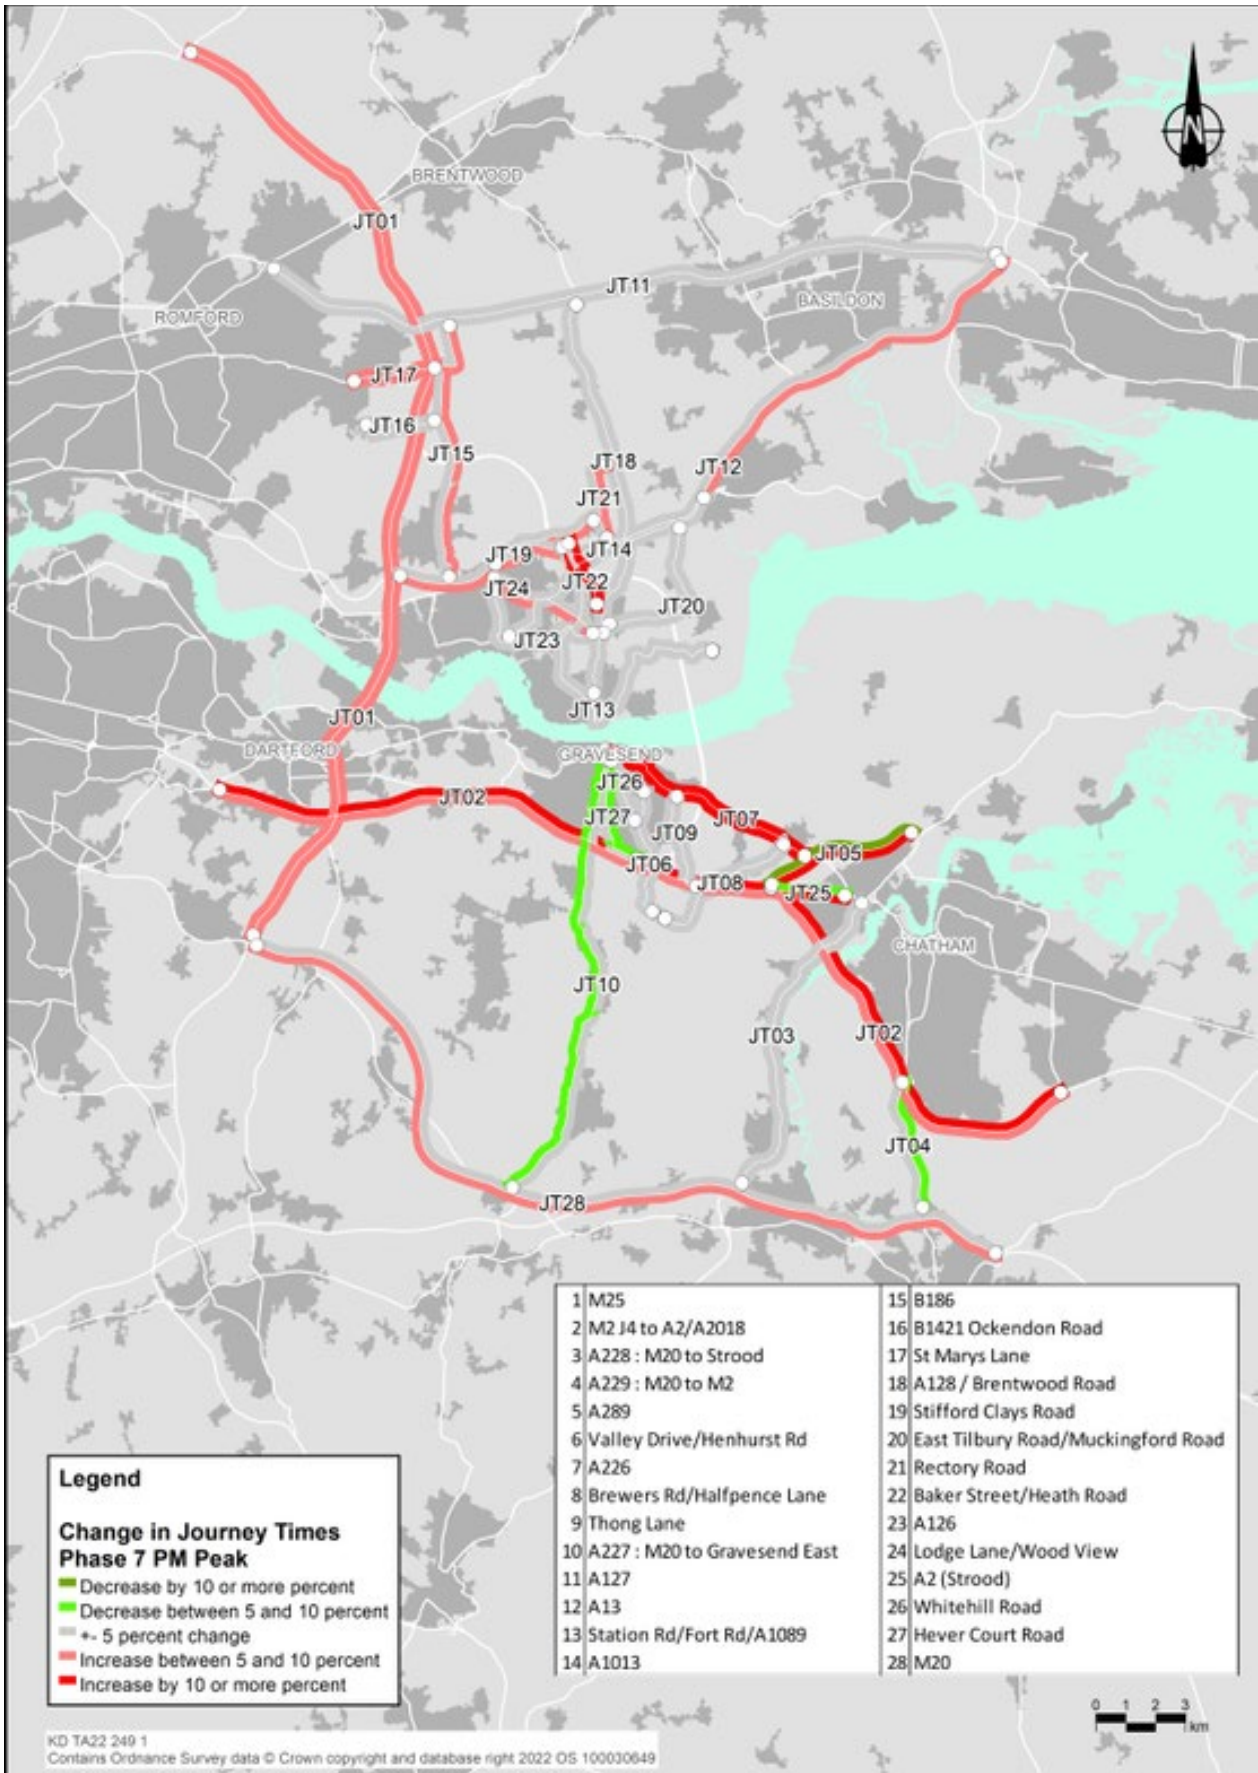 N
BRENTWOOD
JT01
JT11
BASILDON
ROMFORD
JT17
JT16
JT15
JT18
JT12
JT21
JT14
JT19
JT22
JT24
JT20
JT23
JT13
JT01
DARTFORD
GRAVESEND
JT26
JT02
JT27
JT07
JT09
JT05
JT06
JT08
JT25
CHATHAM
JT10
JT03
JT02
JT04
JT28
1 M25
2 M2 J4 to A2/A2018
3 A228 : M20 to Strood
4 A229 : M20 to M2
5 A289
6 Valley Drive/Henhurst Rd
7 A226
8 Brewers Rd/Halfpence Lane
9 Thong Lane
10 A227 : M20 to Gravesend East
11 A127
12 A13
13 Station Rd/Fort Rd/A1089
14 A1013
15 B186
16 B1421 Ockendon Road
17 St Marys Lane
18 A128 / Brentwood Road
19 Stifford Clays Road
20 East Tilbury Road/Muckingford Road
21 Rectory Road
22 Baker Street/Heath Road
23 A126
24 Lodge Lane/Wood View
25 A2 (Strood)
26 Whitehill Road
27 Hever Court Road
28 M20
Legend
Change in Journey Times
Phase 7 PM Peak
Decrease by 10 or more percent
Decrease between 5 and 10 percent
+- 5 percent change
Increase between 5 and 10 percent
Increase by 10 or more percent
0 1 2 3
km
KD TA22 249 1
Contains Ordnance Survey data © Crown copyright and database right 2022 OS 100030649